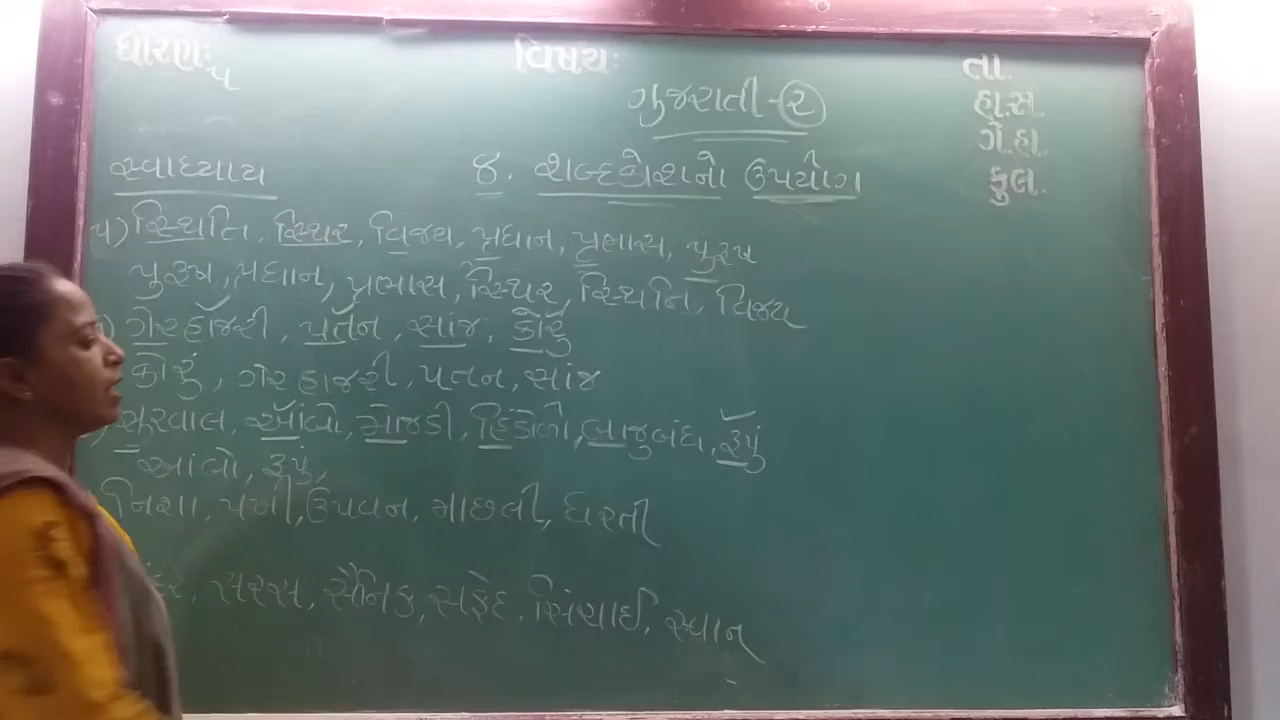 ધોરણ: ૫
વિષય:
તા.
ગુજરાતી-૨
હા.સં.
ગે.હા.
કુલ.
સ્વાધ્યાય
૪. શબ્દકોશનો ઉપયોગ
૫) સ્થિતિ, સ્થિર, વિજય, પ્રધાન, પ્રભાસ, પુરુષ
પુરુષ, પ્રધાન, પ્રભાસ, સ્થિર, સ્થિતિ, વિજય
ગેરહાજરી, પતન, સાંજ, કોરું
કોરું, ગેરહાજરી, પતન, સાંજ
સુરવાલ, આંબો, મોજડી, હિંડોળો, બાજુબંધ, રૂપું
આંબો, રૂપું,
નિશા, પંખી, ઉપવન, માછલી, ધરતી
સરસ, સૈનિક, સફેદ, સિંચાઈ, સ્થાન